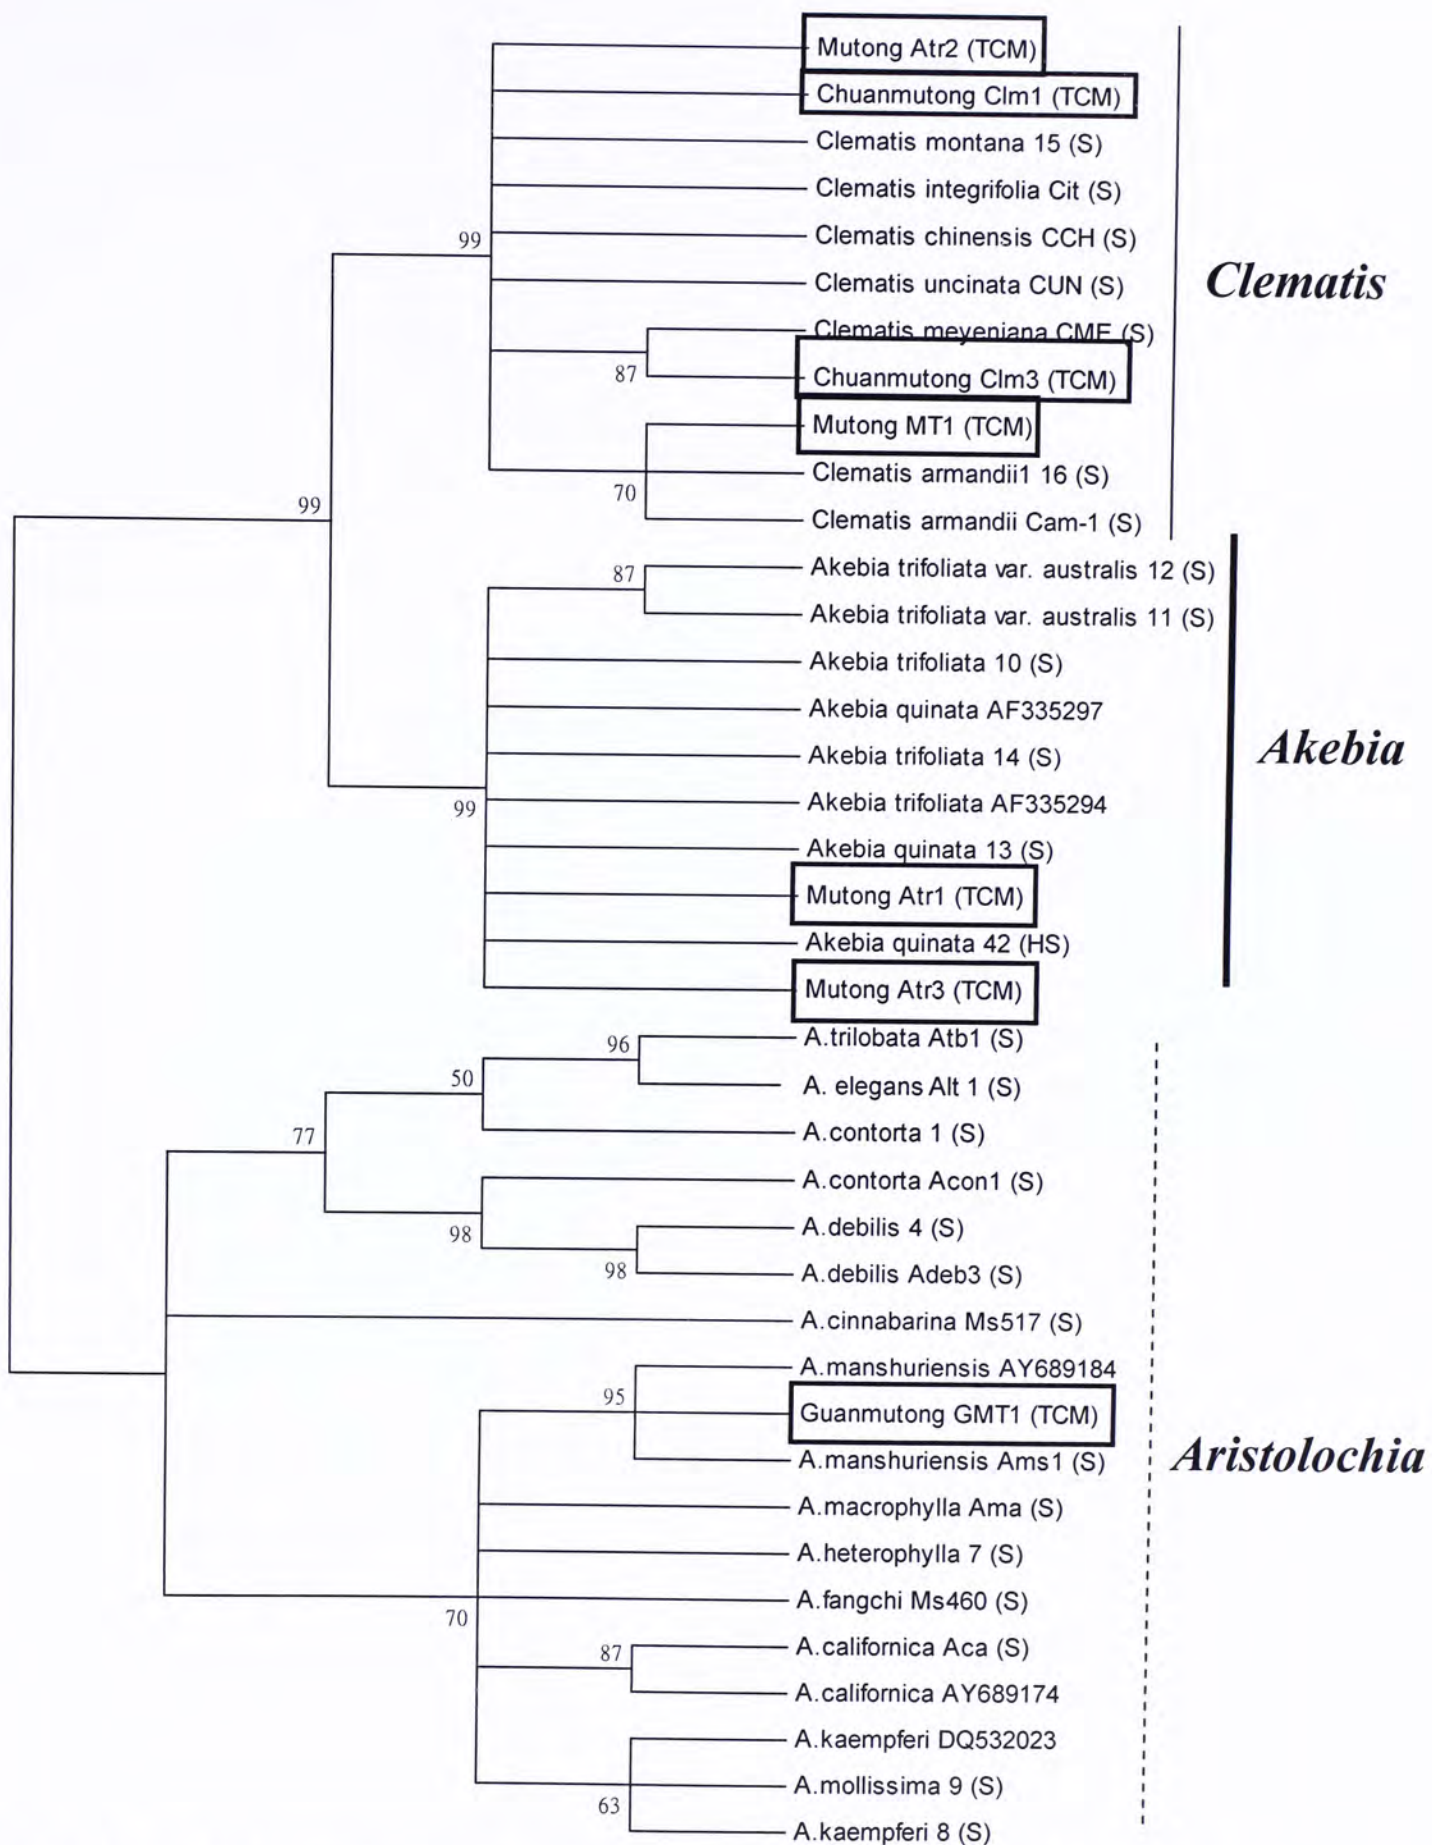 Mutong Atr2 (TCM)
Chuanmutong Clm1 (TCM)
Clematis montana 15 (S)
Clematis integrifolia Cit (S)
99
Clematis chinensis CCH (S)
Clematis uncinata CUN (S)
Clematis
Clematis meyeniana CME (S)
87
Chuanmutong Clm3 (TCM)
Mutong MT1 (TCM)
Clematis armandii1 16 (S)
70
99
Clematis armandii Cam-1 (S)
87
Akebia trifoliata var. australis 12 (S)
Akebia trifoliata var. australis 11 (S)
Akebia trifoliata 10 (S)
Akebia quinata AF335297
Akebia
Akebia trifoliata 14 (S)
99
Akebia trifoliata AF335294
Akebia quinata 13 (S)
Mutong Atr1 (TCM)
Akebia quinata 42 (HS)
Mutong Atr3 (TCM)
96
A.trilobata Atb1 (S)
50
A. elegans Alt 1 (S)
77
A.contorta 1 (S)
A.contorta Acon1 (S)
98
A.debilis 4 (S)
98
A.debilis Adeb3 (S)
A.cinnabarina Ms517 (S)
A.manshuriensis AY689184
95
Guanmutong GMT1 (TCM)
Aristolochia
A.manshuriensis Ams1 (S)
A.macrophylla Ama (S)
A.heterophylla 7 (S)
A.fangchi Ms460 (S)
70
87
A.californica Aca (S)
A.californica AY689174
A.kaempferi DQ532023
A.mollissima 9 (S)
63
A.kaempferi 8 (S)